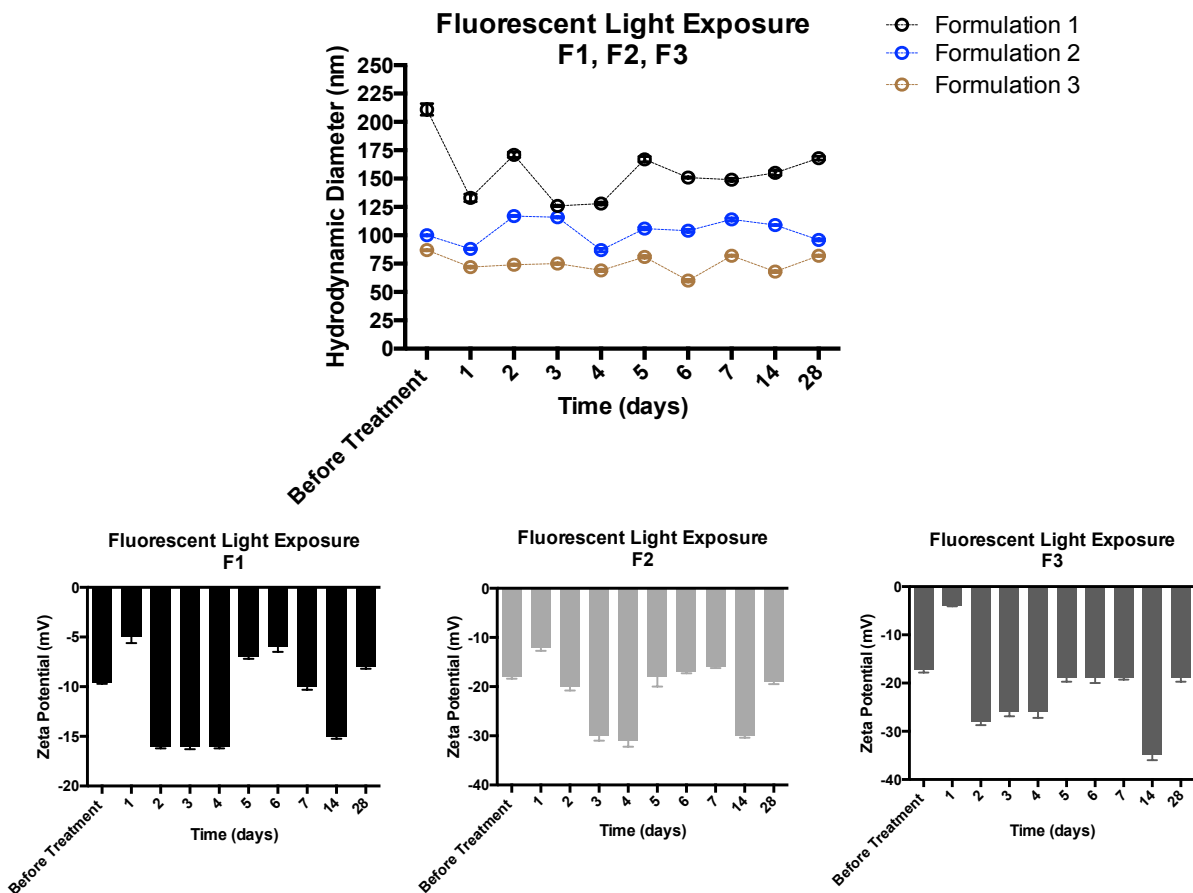 Fluorescent Light Exposure
F1, F2, F3
Formulation 1
Formulation 2
Formulation 3
Hydrodynamic Diameter (nm)
250
225
200
175
150
125
100
75
50
25
0
Before Treatment 1 2 3 4 5 6 7 14 28
Time (days)
Fluorescent Light Exposure
F1
Zeta Potential (mV)
0
-5
-10
-15
-20
Before Treatment 1 2 3 4 5 6 7 14 28
Time (days)
Fluorescent Light Exposure
F2
Zeta Potential (mV)
0
-10
-20
-30
-40
Before Treatment 1 2 3 4 5 6 7 14 28
Time (days)
Fluorescent Light Exposure
F3
Zeta Potential (mV)
0
-10
-20
-30
-40
Before Treatment 1 2 3 4 5 6 7 14 28
Time (days)